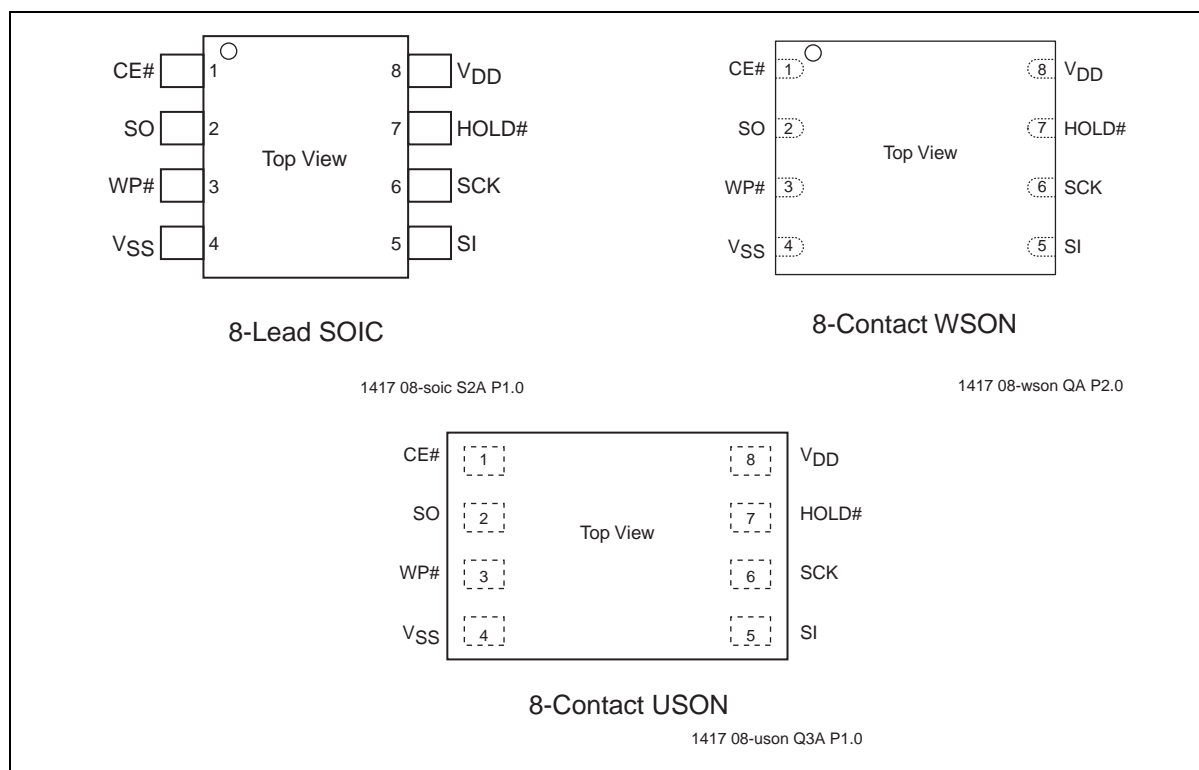 CE# 1 8 VDD
SO 2 7 HOLD#
Top View
WP# 3 6 SCK
VSS 4 5 SI
8-Lead SOIC
1417 08-soic S2A P1.0
CE# 1 8 VDD
SO 2 7 HOLD#
Top View
WP# 3 6 SCK
VSS 4 5 SI
8-Contact WSON
1417 08-wson QA P2.0
CE# 1 8 VDD
SO 2 7 HOLD#
Top View
WP# 3 6 SCK
VSS 4 5 SI
8-Contact USON
1417 08-uson Q3A P1.0